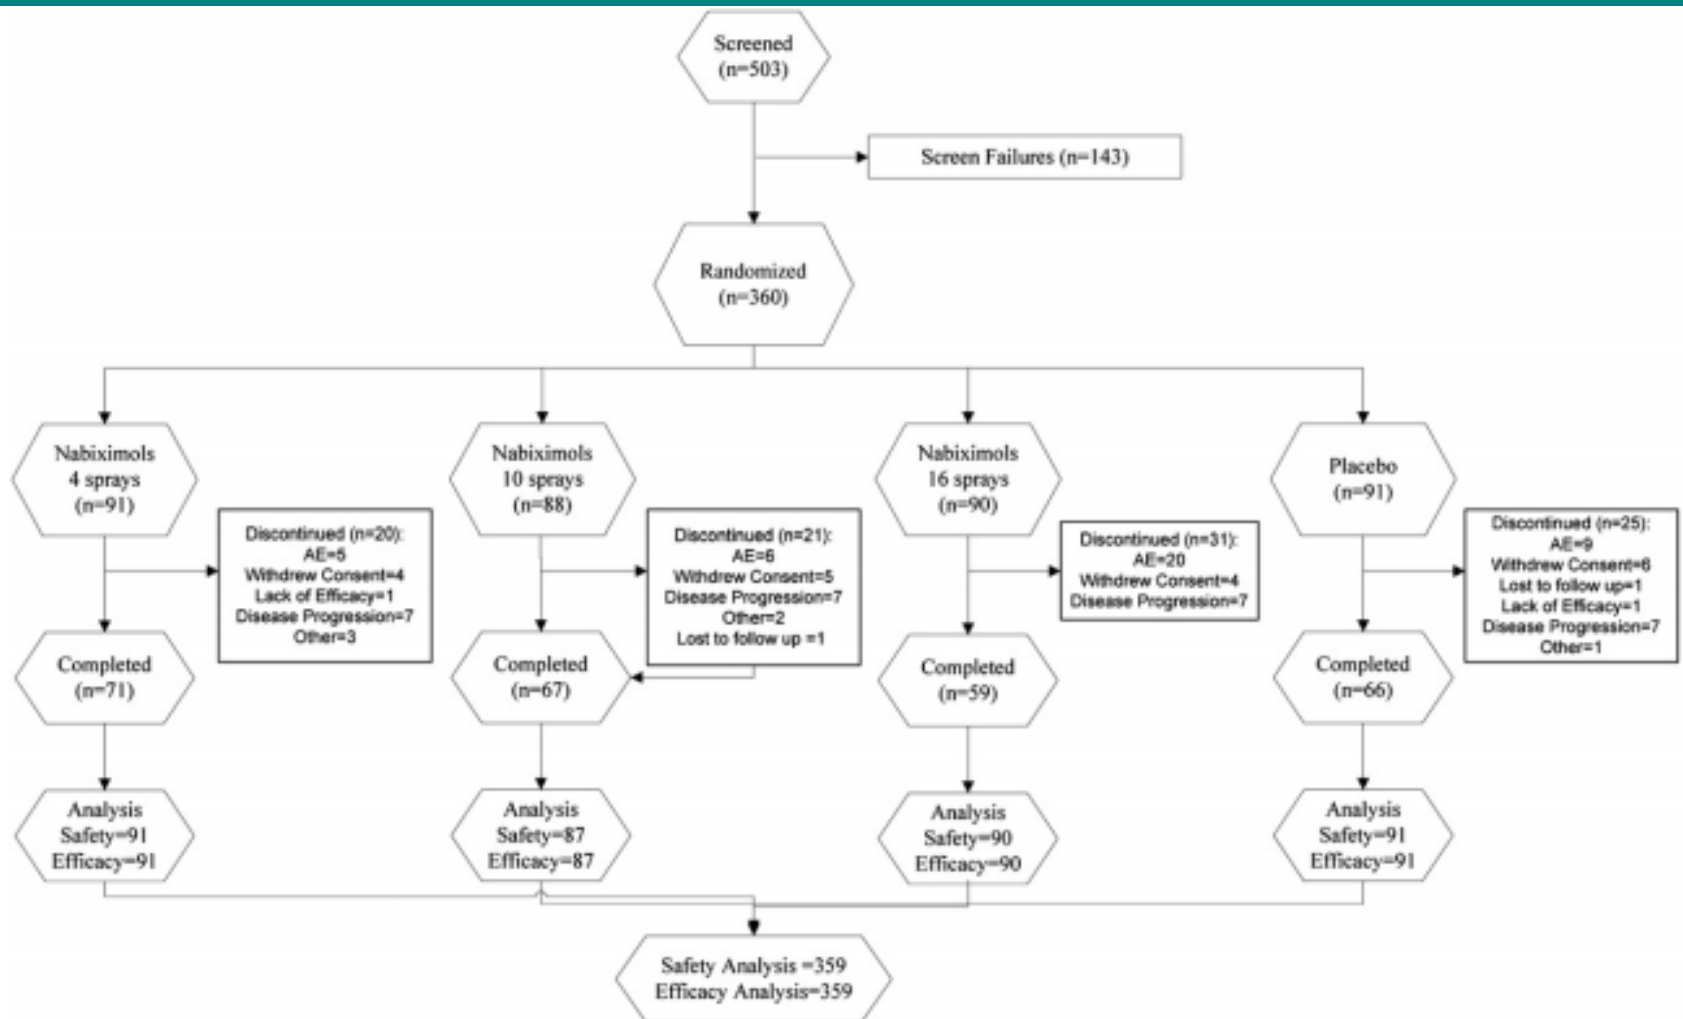 Screened
(n=503)
Screen Failures (n=143)
Randomized
(n=360)
Nabiximols
4 sprays
(n=91)
Discontinued (n=20):
AE=5
Withdrew Consent=4
Lack of Efficacy=1
Disease Progression=7
Other=3
Completed
(n=71)
Analysis
Safety=91
Efficacy=91
Nabiximols
10 sprays
(n=88)
Discontinued (n=21):
AE=6
Withdrew Consent=5
Disease Progression=7
Other=2
Lost to follow up =1
Completed
(n=67)
Analysis
Safety=87
Efficacy=87
Nabiximols
16 sprays
(n=90)
Discontinued (n=31):
AE=20
Withdrew Consent=4
Disease Progression=7
Completed
(n=59)
Analysis
Safety=90
Efficacy=90
Placebo
(n=91)
Discontinued (n=25):
AE=9
Withdrew Consent=6
Lost to follow up=1
Lack of Efficacy=1
Disease Progression=7
Other=1
Completed
(n=66)
Analysis
Safety=91
Efficacy=91
Safety Analysis =359
Efficacy Analysis=359